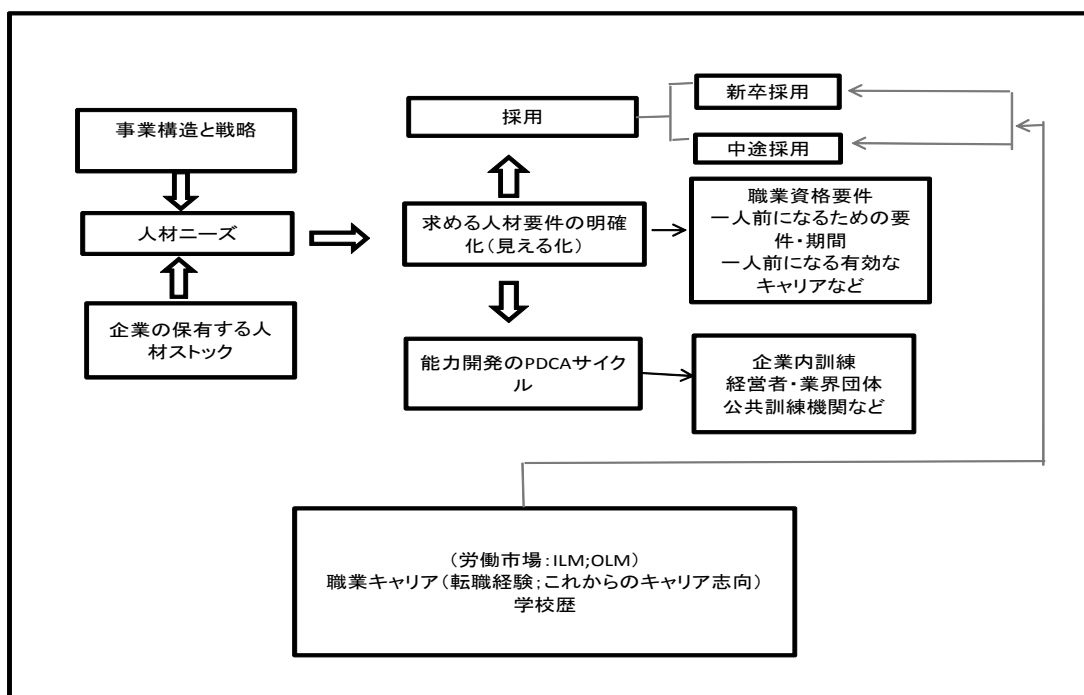 事業構造と戦略
人材ニーズ
企業の保有する人
材ストック
採用
新卒採用
中途採用
求める人材要件の明確
化(見える化)
職業資格要件
一人前になるための要
件・期間
一人前になる有効な
キャリアなど
能力開発のPDCAサイク
ル
企業内訓練
経営者・業界団体
公共訓練機関など
(労働市場:ILM;OLM)
職業キャリア(転職経験;これからのキャリア志向)
学校歴